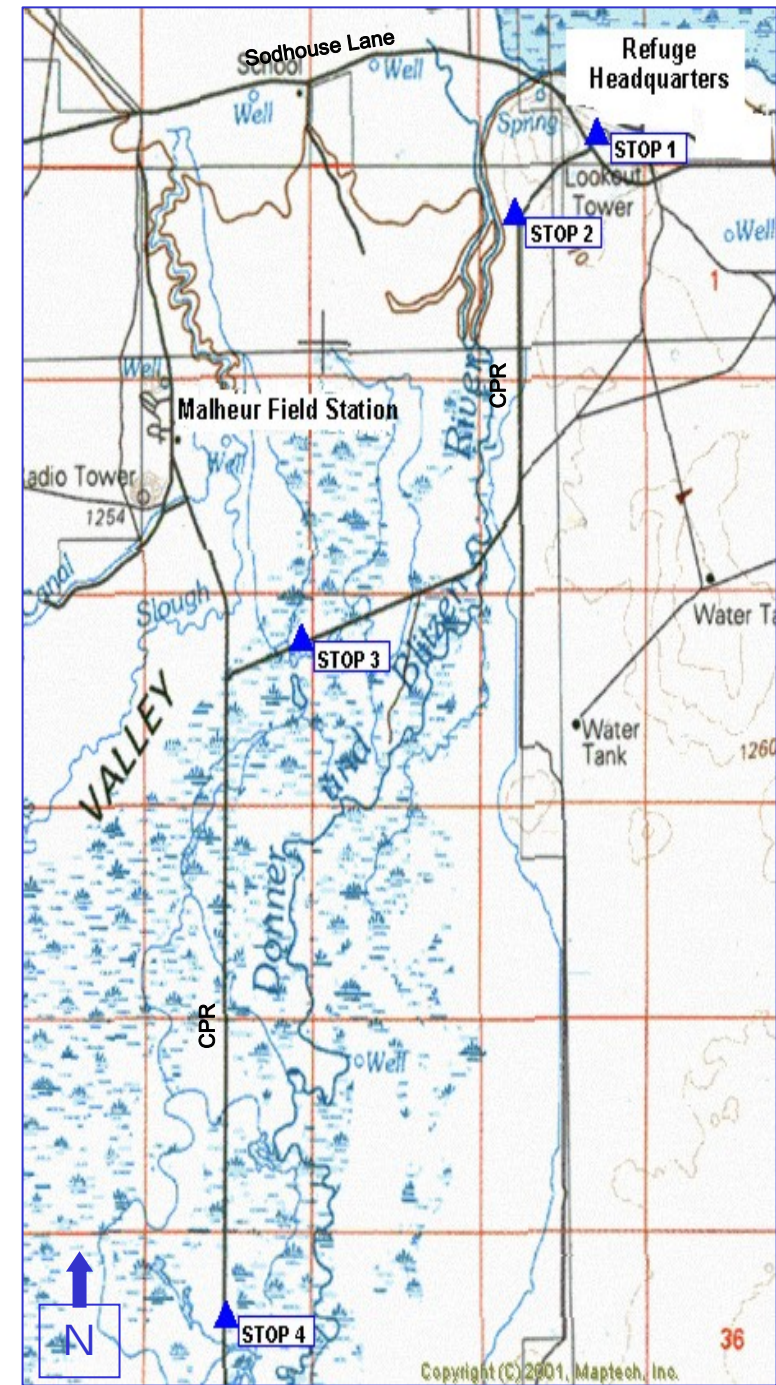 Sodhouse Lane
School
Well
Well
Refuge
Headquarters
Spring
STOP 1
Lookout
Tower
STOP 2
Well
1
Well
River
CPR
Malheur Field Station
Well
adio Tower
1254
Canal
Slough
Blitzen
STOP 3
Water Ta
VALLEY
and
Water
Tank
1260
Donner
CPR
Well
N
STOP 4
36
Copyright (C) 2001, Maptech, Inc.